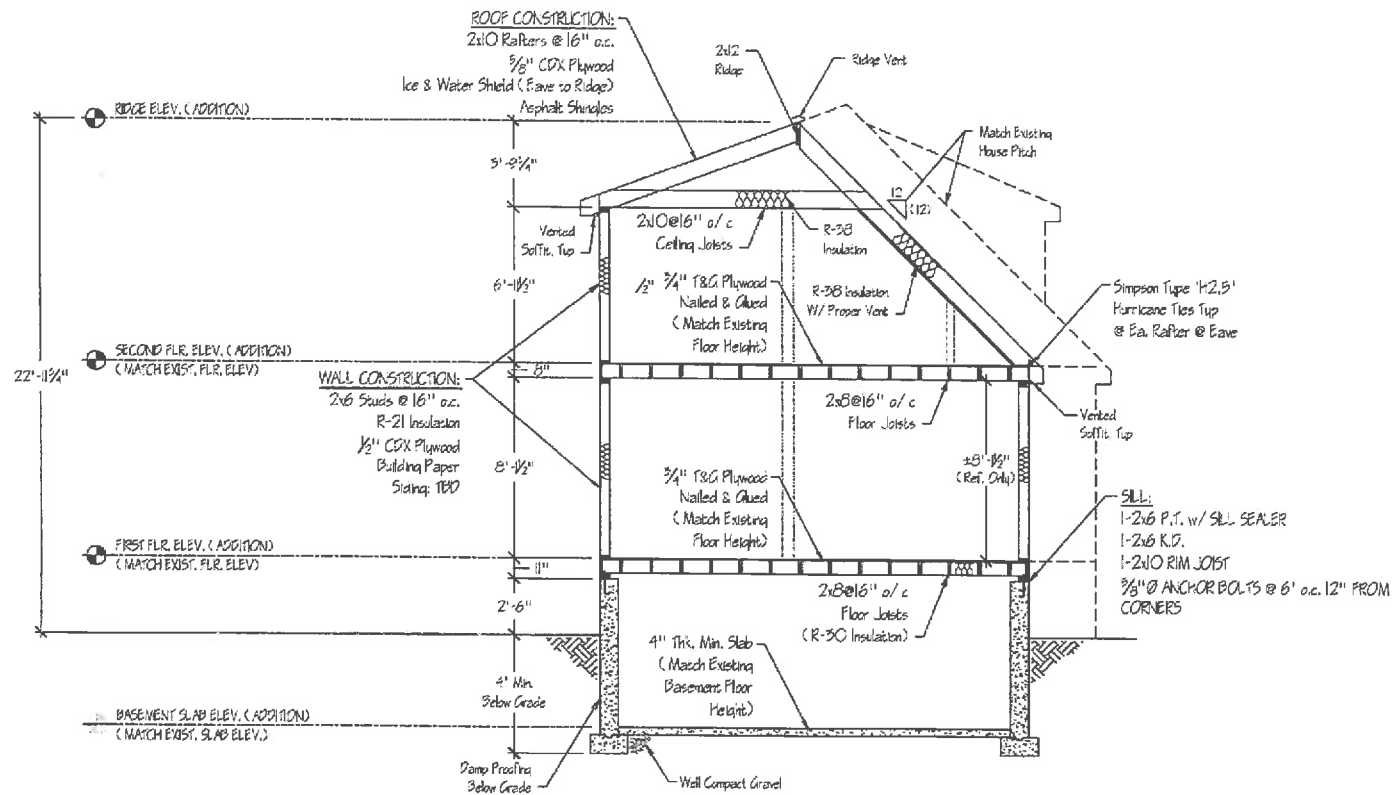 ROOF CONSTRUCTION:
2x10 Rafters @ 16" o.c.
5/8" CDX Plywood
Ice & Water Shield (Eave to Ridge)
Asphalt Shingles
2x12
Ridge
Ridge Vent
RIDGE ELEV. (ADDITION)
Match Existing
House Pitch
3'-9 1/4"
12
(12)
2x10@16" o/c
Ceiling Joists
R-38
Insulation
Vented
Soffit, Typ
6'-11 1/2"
1/2"
3/4" T&G Plywood
Nailed & Glued
(Match Existing
Floor Height)
R-38 Insulation
W/ Proper Vent
Simpson Type 'H2.5'
Hurricane Ties Typ
@ Ea. Rafter @ Eave
SECOND FLR. ELEV. (ADDITION)
(MATCH EXIST. FLR. ELEV)
22'-11 3/4"
8"
WALL CONSTRUCTION:
2x6 Studs @ 16" o.c.
R-21 Insulation
1/2" CDX Plywood
Building Paper
Siding: TBD
2x8@16" o/c
Floor Joists
Vented
Soffit, Typ
8'-1 1/2"
±8'-1 1/2"
(Ref. Only)
3/4" T&G Plywood
Nailed & Glued
(Match Existing
Floor Height)
SILL:
1-2x6 P.T. w/ SILL SEALER
1-2x6 K.D.
1-2x10 RIM JOIST
5/8" Ø ANCHOR BOLTS @ 6' o.c. 12" FROM
CORNERS
FIRST FLR. ELEV. (ADDITION)
(MATCH EXIST. FLR. ELEV)
11"
2'-6"
2x8@16" o/c
Floor Joists
(R-30 Insulation)
4" Thk. Min. Slab
(Match Existing
Basement Floor
Height)
4' Min.
Below Grade
BASEMENT SLAB ELEV. (ADDITION)
(MATCH EXIST. SLAB ELEV.)
Damp Proofing
Below Grade
Well Compact Gravel